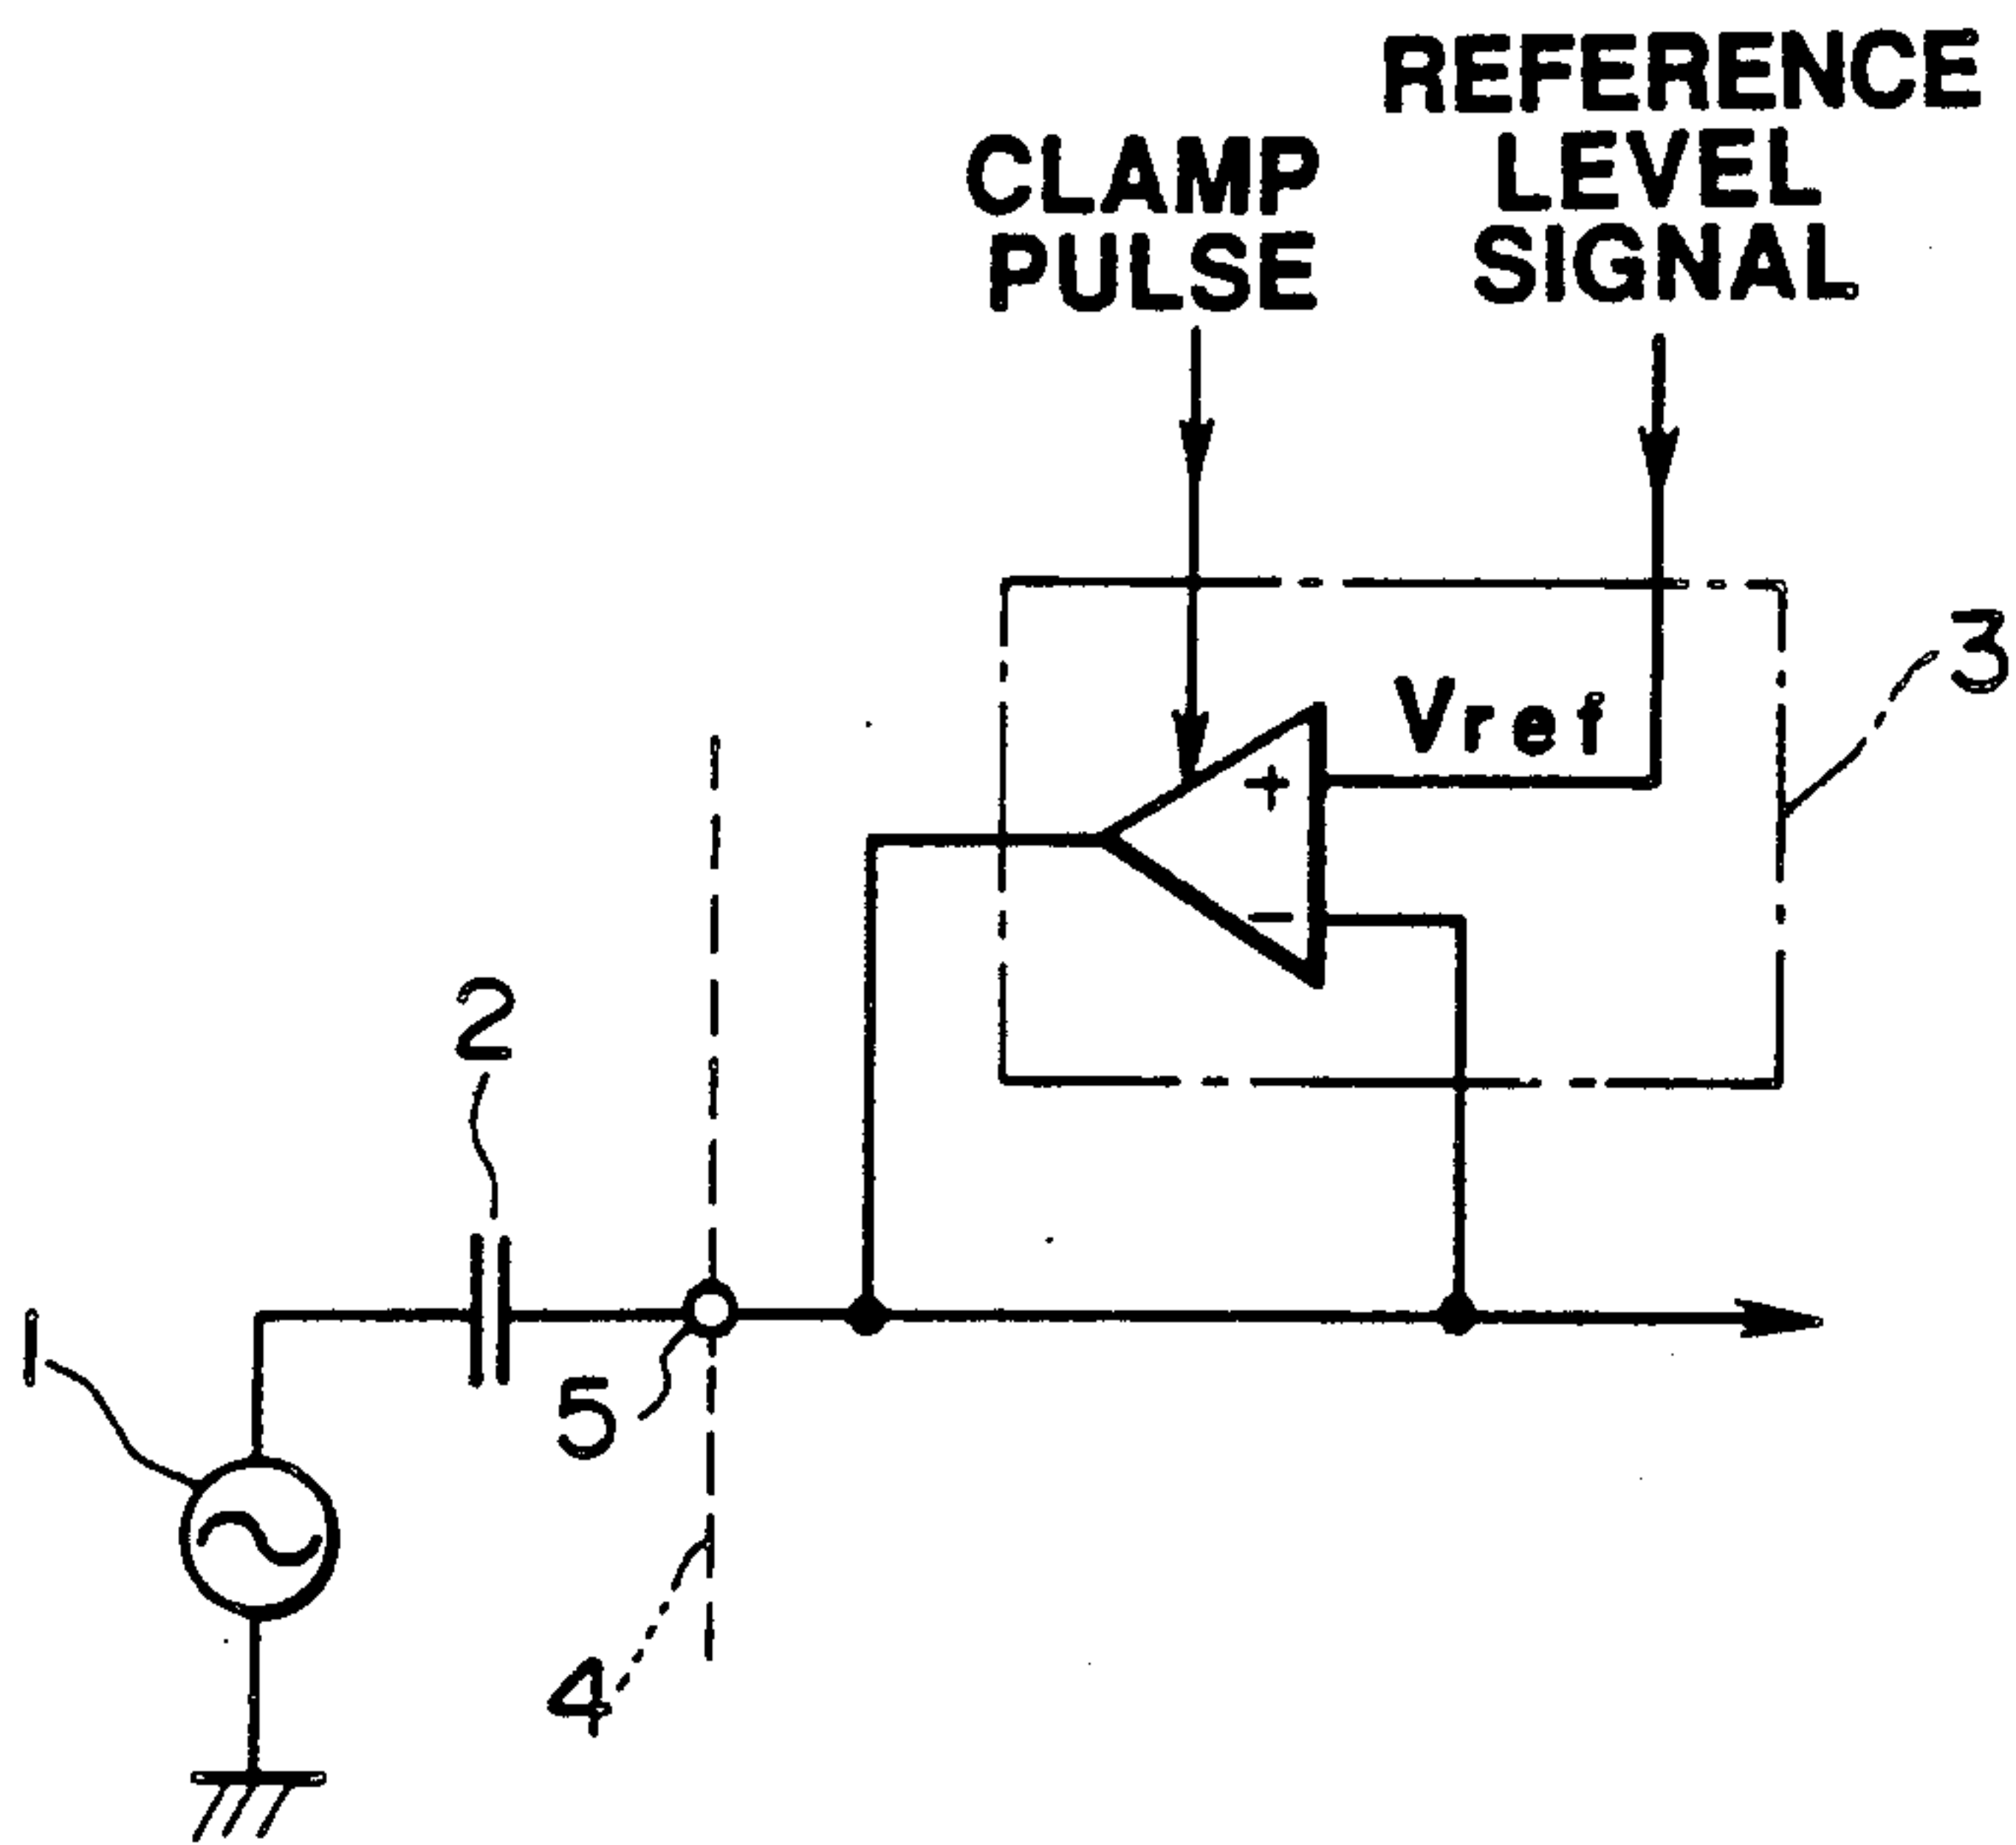 REFERENCE
LEVEL
SIGNAL
CLAMP
PULSE
3
Vref
+
−
2
1
5
4